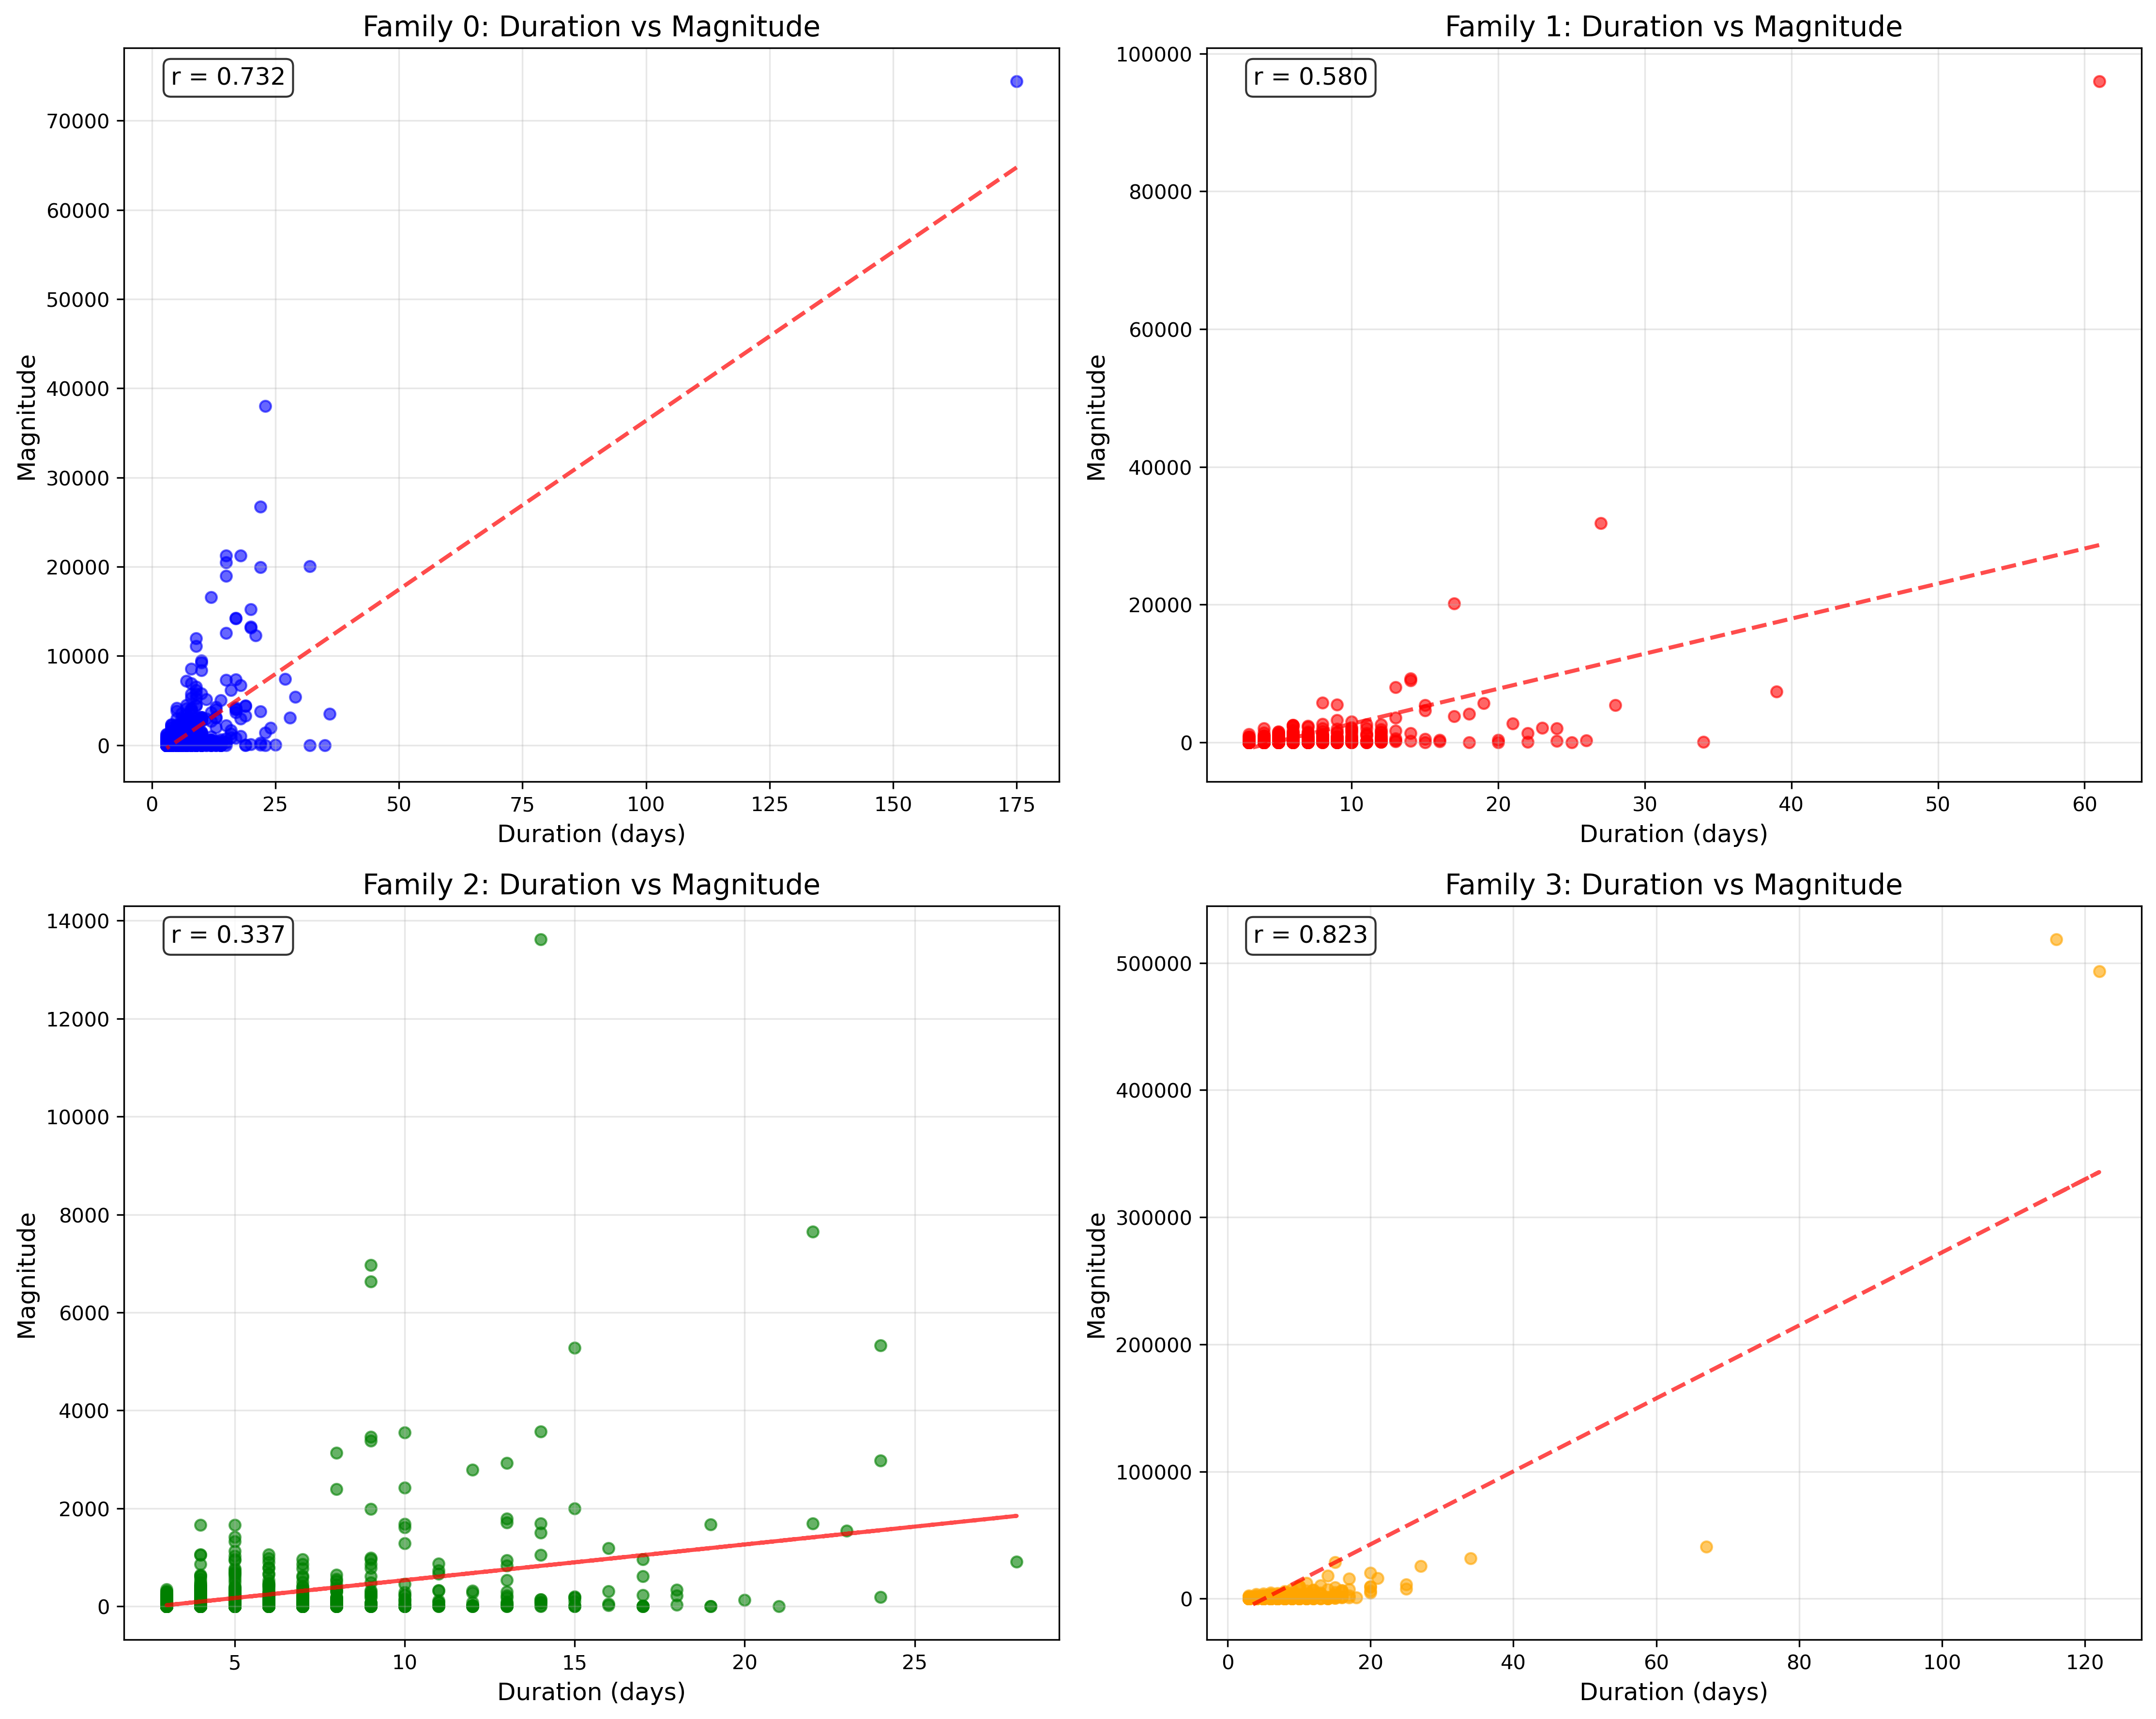 Family 0: Duration vs Magnitude
r = 0.732
Magnitude
70000
60000
50000
40000
30000
20000
10000
0
0 25 50 75 100 125 150 175
Duration (days)
Family 1: Duration vs Magnitude
r = 0.580
Magnitude
100000
80000
60000
40000
20000
0
10 20 30 40 50 60
Duration (days)
Family 2: Duration vs Magnitude
r = 0.337
Magnitude
14000
12000
10000
8000
6000
4000
2000
0
5 10 15 20 25
Duration (days)
Family 3: Duration vs Magnitude
r = 0.823
Magnitude
500000
400000
300000
200000
100000
0
0 20 40 60 80 100 120
Duration (days)